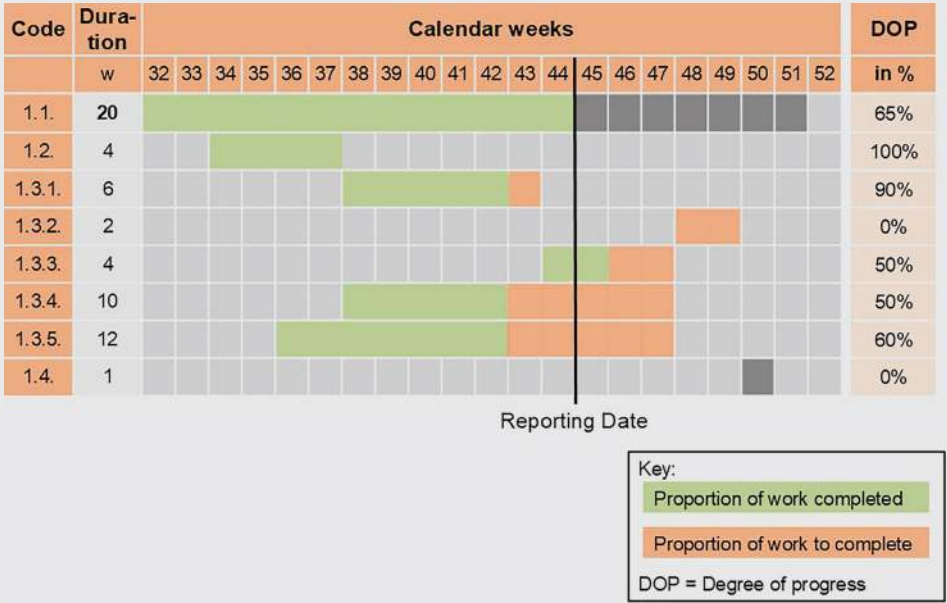 Code Dura- Calendar weeks DOP
tion
w 32 33 34 35 36 37 38 39 40 41 42 43 44 45 46 47 48 49 50 51 52 in %
1.1. 20 65%
1.2. 4 100%
1.3.1. 6 90%
1.3.2. 2 0%
1.3.3. 4 50%
1.3.4. 10 50%
1.3.5. 12 60%
1.4. 1 0%
Reporting Date
Key:
Proportion of work completed
Proportion of work to complete
DOP = Degree of progress